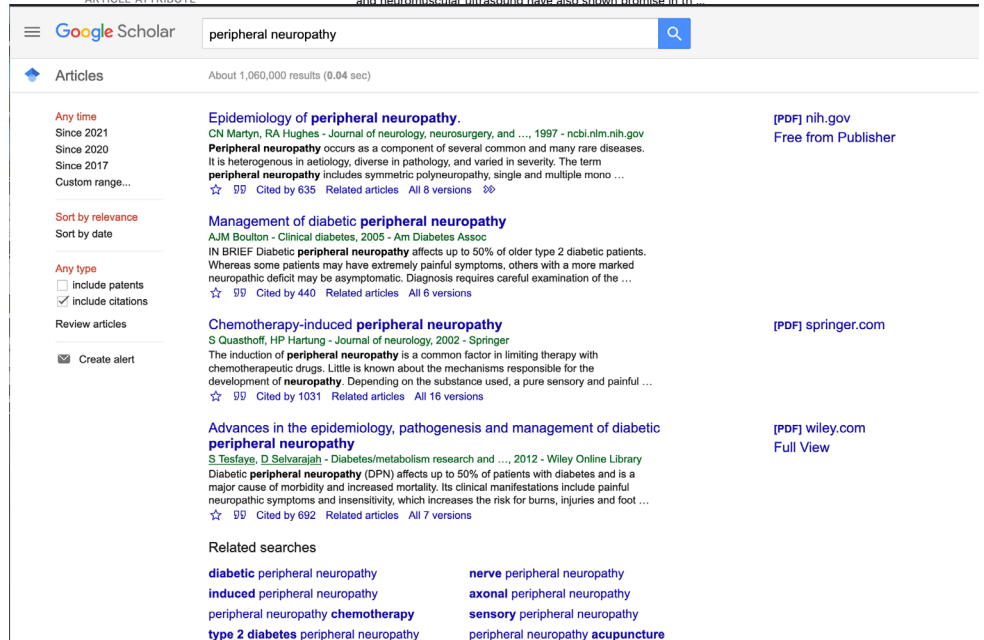 ARTICLE ATTRIBUTE
and neuromuscular ultrasound have also shown promise in th ...
Google Scholar
peripheral neuropathy
Articles
About 1,060,000 results (0.04 sec)
Any time
Since 2021
Since 2020
Since 2017
Custom range...
Sort by relevance
Sort by date
Any type
include patents
include citations
Review articles
Create alert
Epidemiology of peripheral neuropathy.
CN Martyn, RA Hughes - Journal of neurology, neurosurgery, and …, 1997 - ncbi.nlm.nih.gov
Peripheral neuropathy occurs as a component of several common and many rare diseases.
It is heterogenous in aetiology, diverse in pathology, and varied in severity. The term
peripheral neuropathy includes symmetric polyneuropathy, single and multiple mono …
Cited by 635 Related articles All 8 versions
[PDF] nih.gov
Free from Publisher
Management of diabetic peripheral neuropathy
AJM Boulton - Clinical diabetes, 2005 - Am Diabetes Assoc
IN BRIEF Diabetic peripheral neuropathy affects up to 50% of older type 2 diabetic patients.
Whereas some patients may have extremely painful symptoms, others with a more marked
neuropathic deficit may be asymptomatic. Diagnosis requires careful examination of the …
Cited by 440 Related articles All 6 versions
Chemotherapy-induced peripheral neuropathy
S Quasthoff, HP Hartung - Journal of neurology, 2002 - Springer
The induction of peripheral neuropathy is a common factor in limiting therapy with
chemotherapeutic drugs. Little is known about the mechanisms responsible for the
development of neuropathy. Depending on the substance used, a pure sensory and painful …
Cited by 1031 Related articles All 16 versions
[PDF] springer.com
Advances in the epidemiology, pathogenesis and management of diabetic
peripheral neuropathy
S Tesfaye, D Selvarajah - Diabetes/metabolism research and …, 2012 - Wiley Online Library
Diabetic peripheral neuropathy (DPN) affects up to 50% of patients with diabetes and is a
major cause of morbidity and increased mortality. Its clinical manifestations include painful
neuropathic symptoms and insensitivity, which increases the risk for burns, injuries and foot …
Cited by 692 Related articles All 7 versions
[PDF] wiley.com
Full View
Related searches
diabetic peripheral neuropathy
induced peripheral neuropathy
peripheral neuropathy chemotherapy
type 2 diabetes peripheral neuropathy
nerve peripheral neuropathy
axonal peripheral neuropathy
sensory peripheral neuropathy
peripheral neuropathy acupuncture